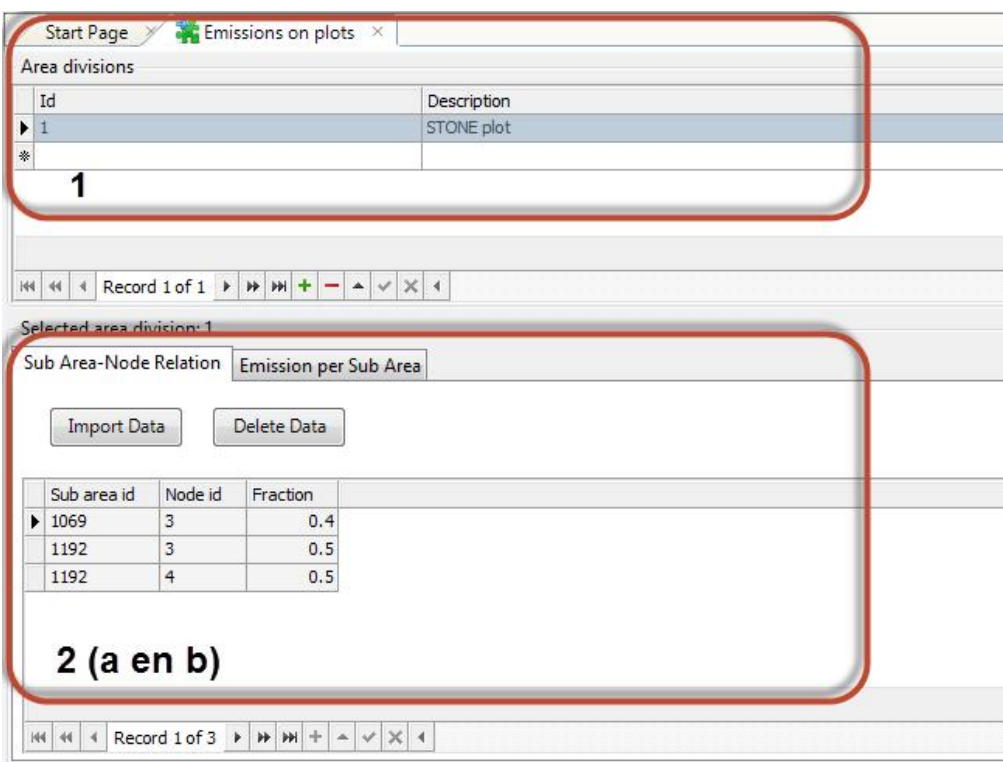 Start Page Emissions on plots
Area divisions
Id Description
1 STONE plot
1
Record 1 of 1
Selected area division: 1
Sub Area-Node Relation Emission per Sub Area
Import Data Delete Data
Sub area id Node id Fraction
1069 3 0.4
1192 3 0.5
1192 4 0.5
2 (a en b)
Record 1 of 3